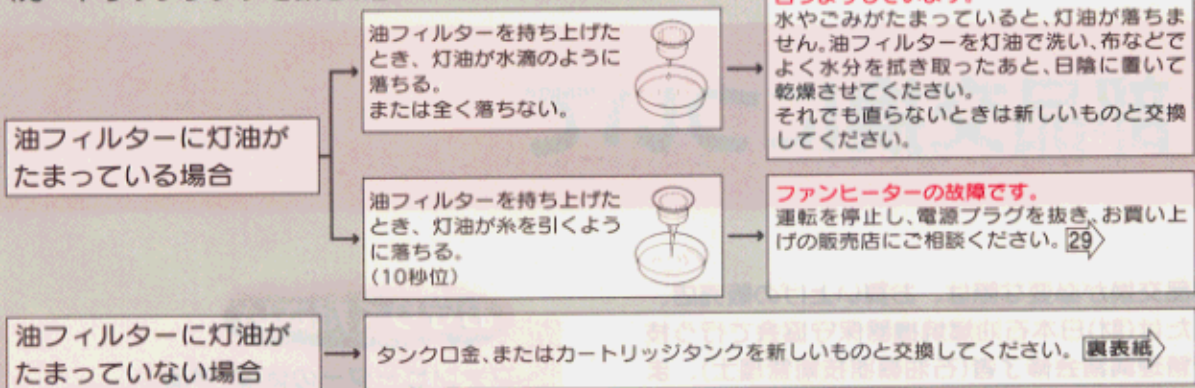 油フィルターに灯油が
たまっている場合
油フィルターを持ち上げた
とき、灯油が水滴のように
落ちる。
または全く落ちない。
水やごみがたまっていると、灯油が落ちま
せん。油フィルターを灯油で洗い、布などで
よく水分を拭き取ったあと、日陰に置いて
乾燥させてください。
それでも直らないときは新しいものと交換
してください。
油フィルターを持ち上げた
とき、灯油が糸を引くよう
に落ちる。
(10秒位)
ファンヒーターの故障です。
運転を停止し、電源プラグを抜き、お買い上
げの販売店にご相談ください。29
油フィルターに灯油が
たまっていない場合
タンク口金、またはカートリッジタンクを新しいものと交換してください。裏表紙